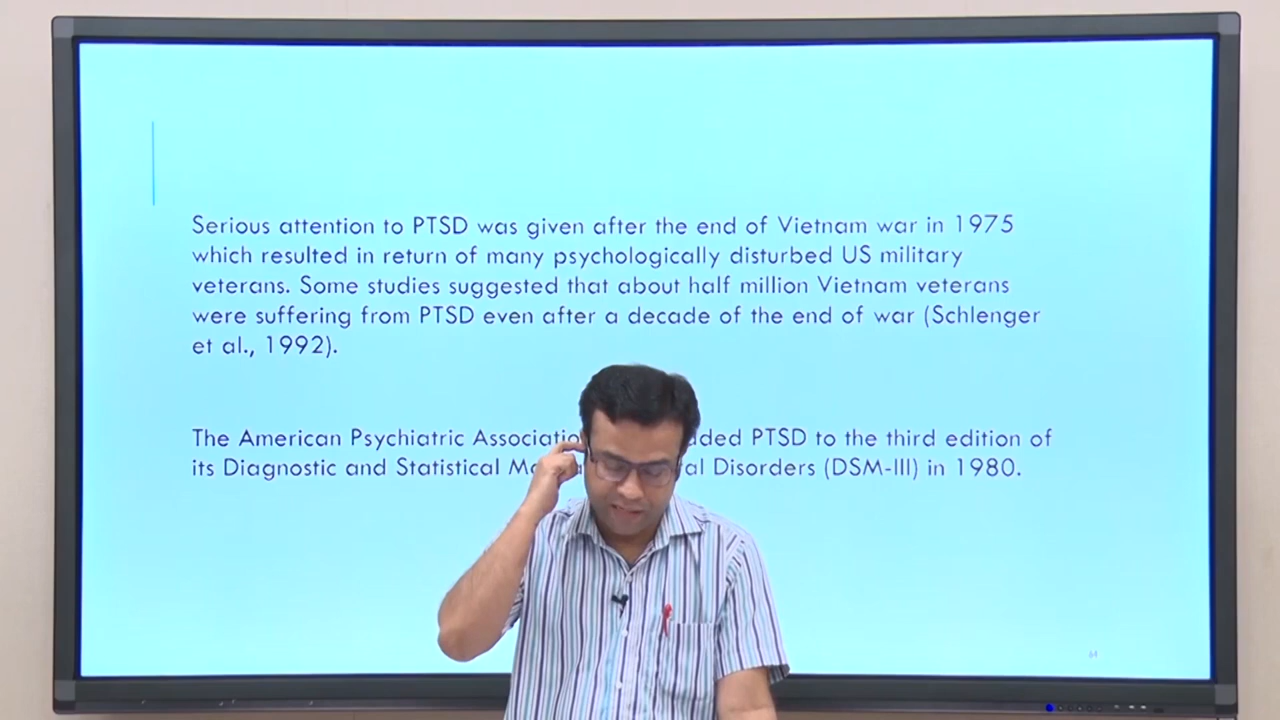 Serious attention to PTSD was given after the end of Vietnam war in 1975
which resulted in return of many psychologically disturbed US military
veterans. Some studies suggested that about half million Vietnam veterans
were suffering from PTSD even after a decade of the end of war (Schlenger
et al., 1992).
The American Psychiatric PTSD to the third edition of
its Diagnostic and Statistical Disorders (DSM-III) in 1980.